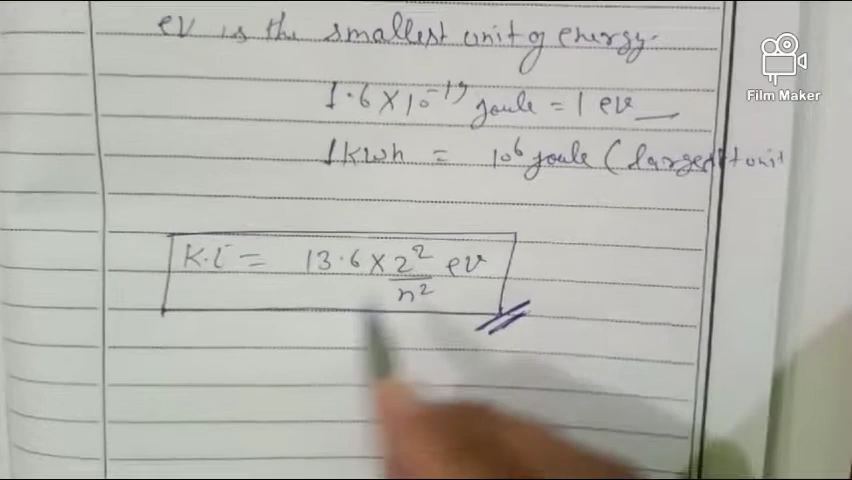 ev is the smallest unit of energy.
1.6 × 10⁻¹⁹ joule = 1 ev
1 kwh = 10⁶ joule (largest unit
K.E = 13.6 × z²/n² ev
Film Maker